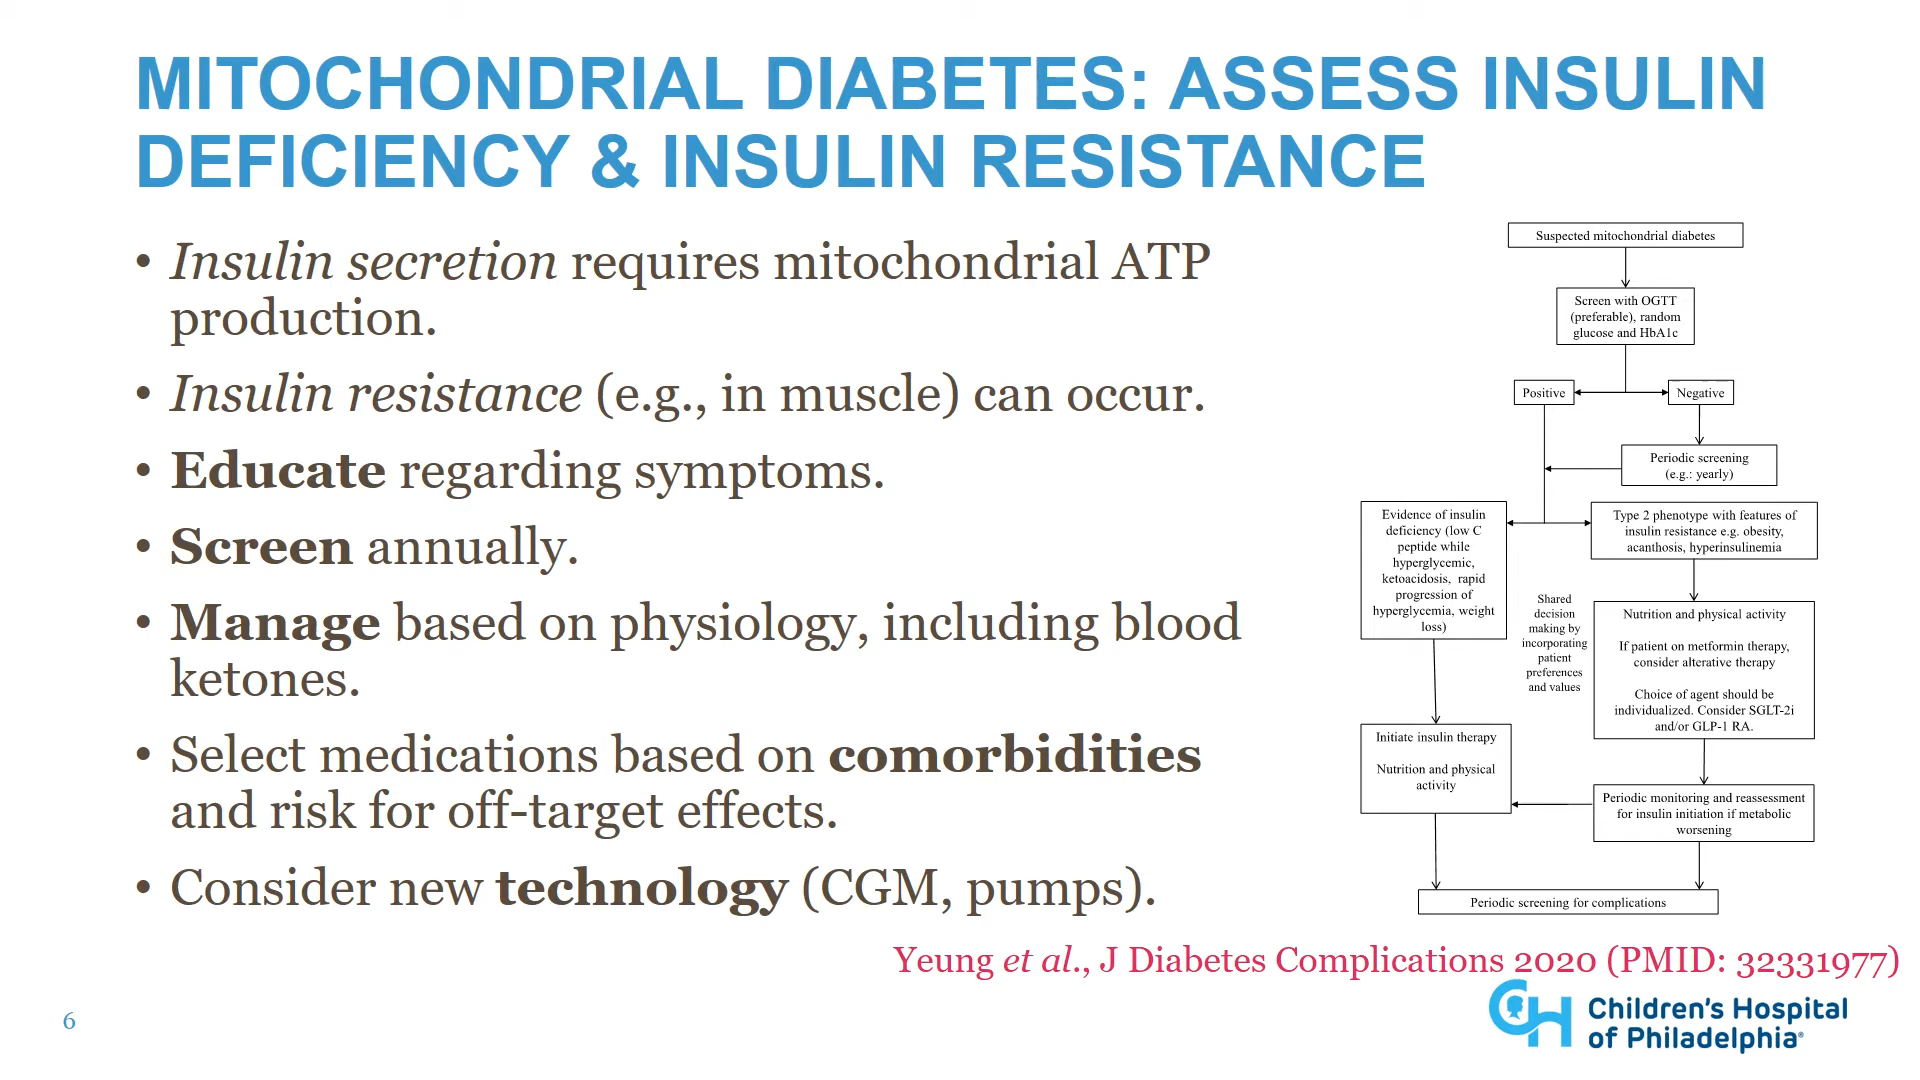 MITOCHONDRIAL DIABETES: ASSESS INSULIN
DEFICIENCY & INSULIN RESISTANCE
• Insulin secretion requires mitochondrial ATP
production.
• Insulin resistance (e.g., in muscle) can occur.
• Educate regarding symptoms.
• Screen annually.
• Manage based on physiology, including blood
ketones.
• Select medications based on comorbidities
and risk for off-target effects.
• Consider new technology (CGM, pumps).
Suspected mitochondrial diabetes
Screen with OGTT
(preferable), random
glucose and HbA1c
Positive
Negative
Periodic screening
(e.g.: yearly)
Evidence of insulin
deficiency (low C
peptide while
hyperglycemic,
ketoacidosis, rapid
progression of
hyperglycemia, weight
loss)
Type 2 phenotype with features of
insulin resistance e.g. obesity,
acanthosis, hyperinsulinemia
Shared
decision
making by
incorporating
patient
preferences
and values
Nutrition and physical activity
If patient on metformin therapy,
consider alterative therapy
Choice of agent should be
individualized. Consider SGLT-2i
and/or GLP-1 RA.
Initiate insulin therapy
Nutrition and physical
activity
Periodic monitoring and reassessment
for insulin initiation if metabolic
worsening
Periodic screening for complications
Yeung et al., J Diabetes Complications 2020 (PMID: 32331977)
6
CH
Children's Hospital
of Philadelphia®